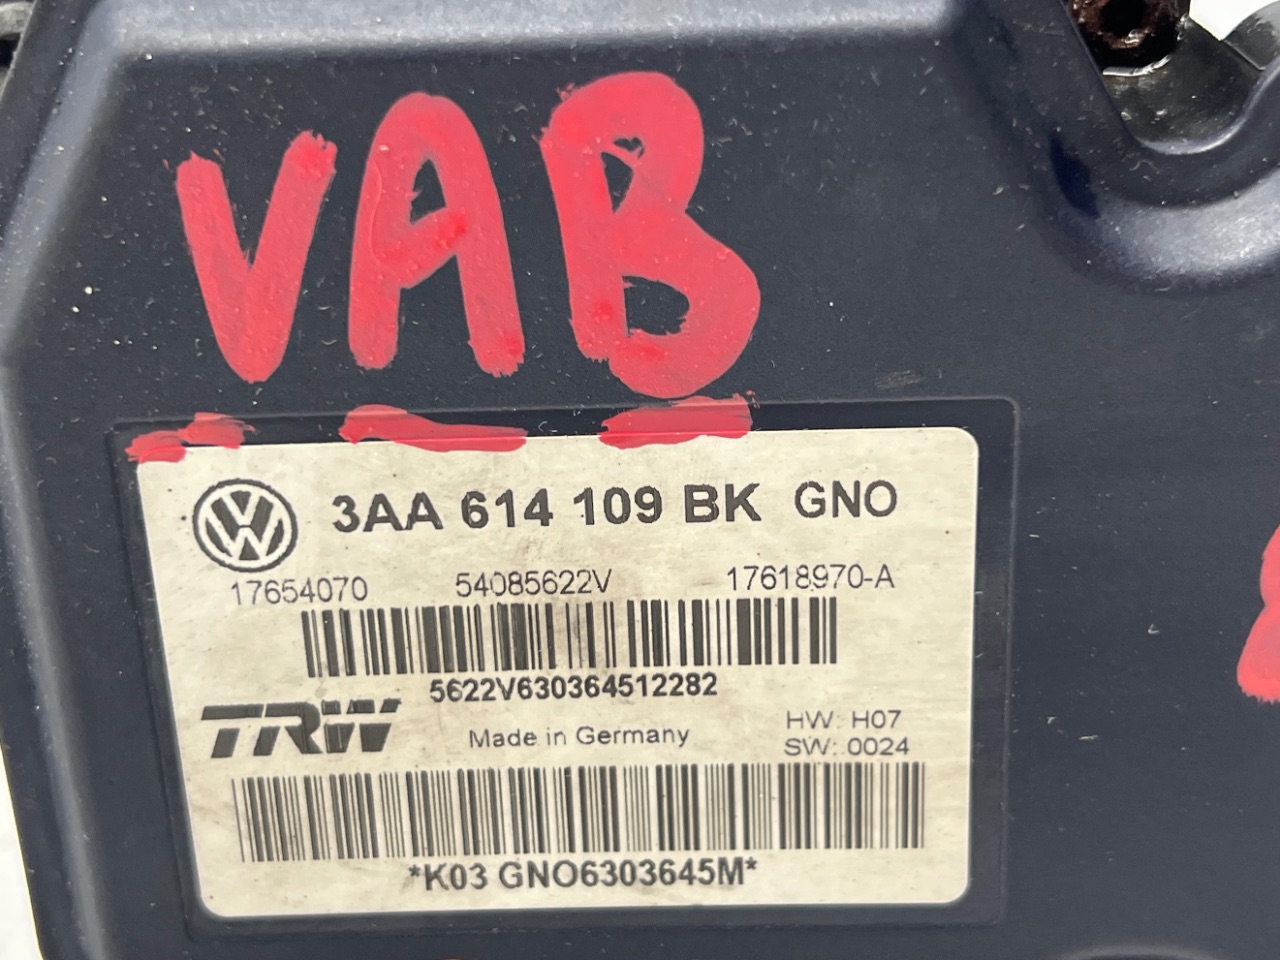 VAB
3AA 614 109 BK GNO
17654070 54085622V 17618970-A
5622V630364512282
TRW Made in Germany HW: H07
SW: 0024
*K03 GNO6303645M*